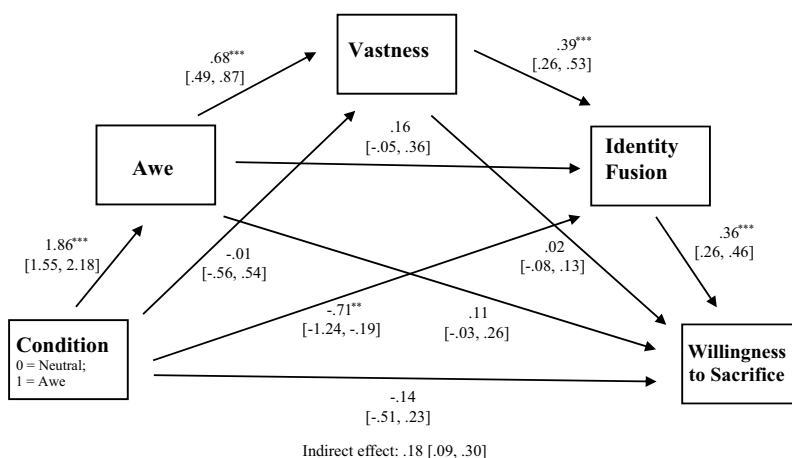 Vastness
.68***
[.49, .87]
.39***
[.26, .53]
Awe
.16
[-.05, .36]
Identity
Fusion
1.86***
[1.55, 2.18]
-.01
[-.56, .54]
.02
[-.08, .13]
.36***
[.26, .46]
-.71**
[-1.24, -.19]
.11
[-.03, .26]
Condition
0 = Neutral;
1 = Awe
Willingness
to Sacrifice
-.14
[-.51, .23]
Indirect effect: .18 [.09, .30]